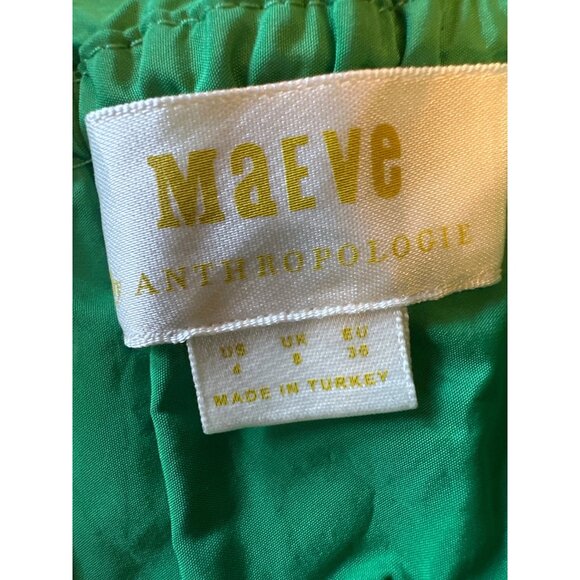 MaEVe
BY ANTHROPOLOGIE
US UK EU
4 8 36
MADE IN TURKEY